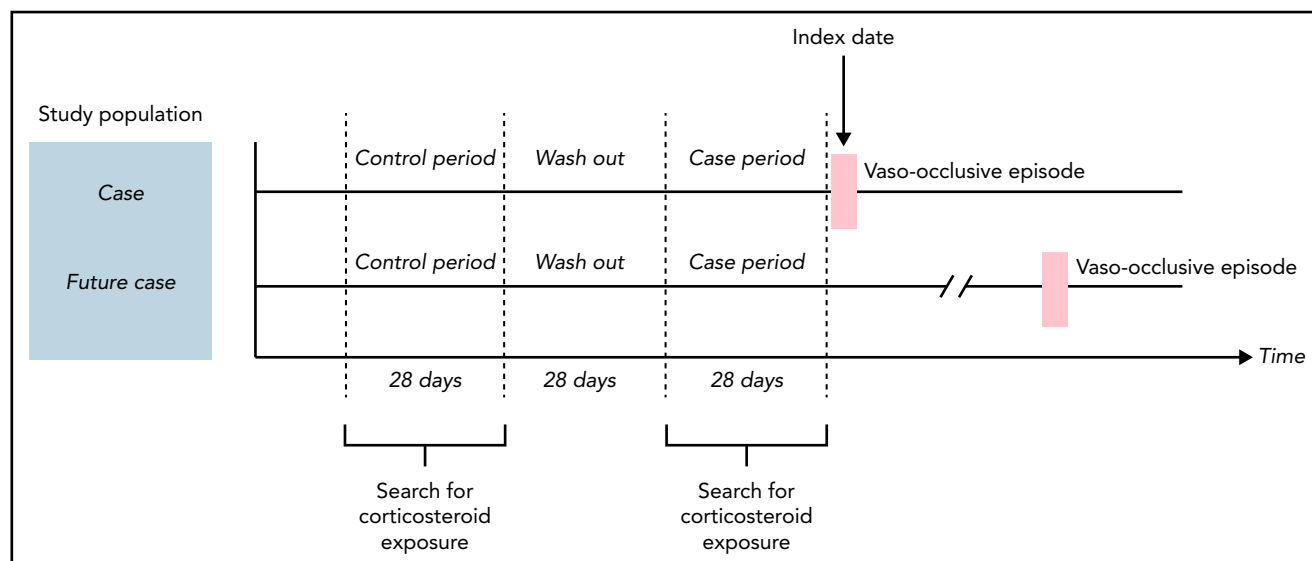 Index date
Study population
Control period
Wash out
Case period
Case
Vaso-occlusive episode
Control period
Wash out
Case period
Future case
Vaso-occlusive episode
Time
28 days
28 days
28 days
Search for
corticosteroid
exposure
Search for
corticosteroid
exposure